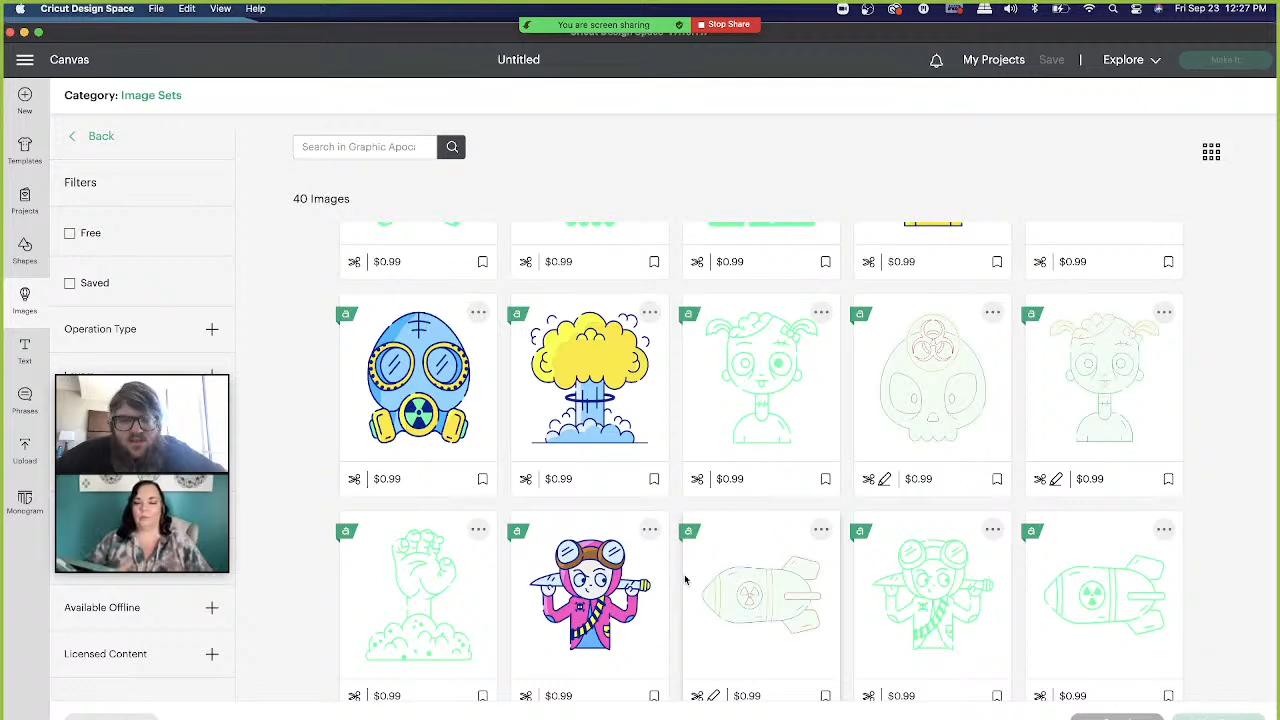 Cricut Design Space File Edit View Help
Fri Sep 23 12:27 PM
You are screen sharing
Stop Share
Canvas
Untitled
My Projects Save | Explore
Make It
New
Templates
Projects
Shapes
Images
Text
Phrases
Upload
Monogram
Category: Image Sets
Back
Filters
Free
Saved
Operation Type
Available Offline
Licensed Content
Search in Graphic Apoc
40 Images
$0.99 $0.99 $0.99 $0.99 $0.99
a a a a a
$0.99 $0.99 $0.99 $0.99 $0.99
a a a a a
$0.99 $0.99 $0.99 $0.99 $0.99